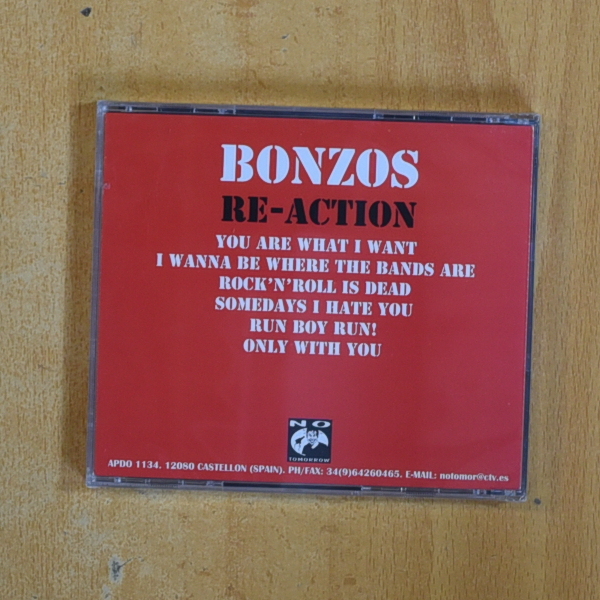 BONZOS
RE-ACTION
YOU ARE WHAT I WANT
I WANNA BE WHERE THE BANDS ARE
ROCK'N'ROLL IS DEAD
SOMEDAYS I HATE YOU
RUN BOY RUN!
ONLY WITH YOU
NO
TOMORROW
APDO 1134. 12080 CASTELLON (SPAIN). PH/FAX: 34(9)64260465. E-MAIL: notomor@ctv.es